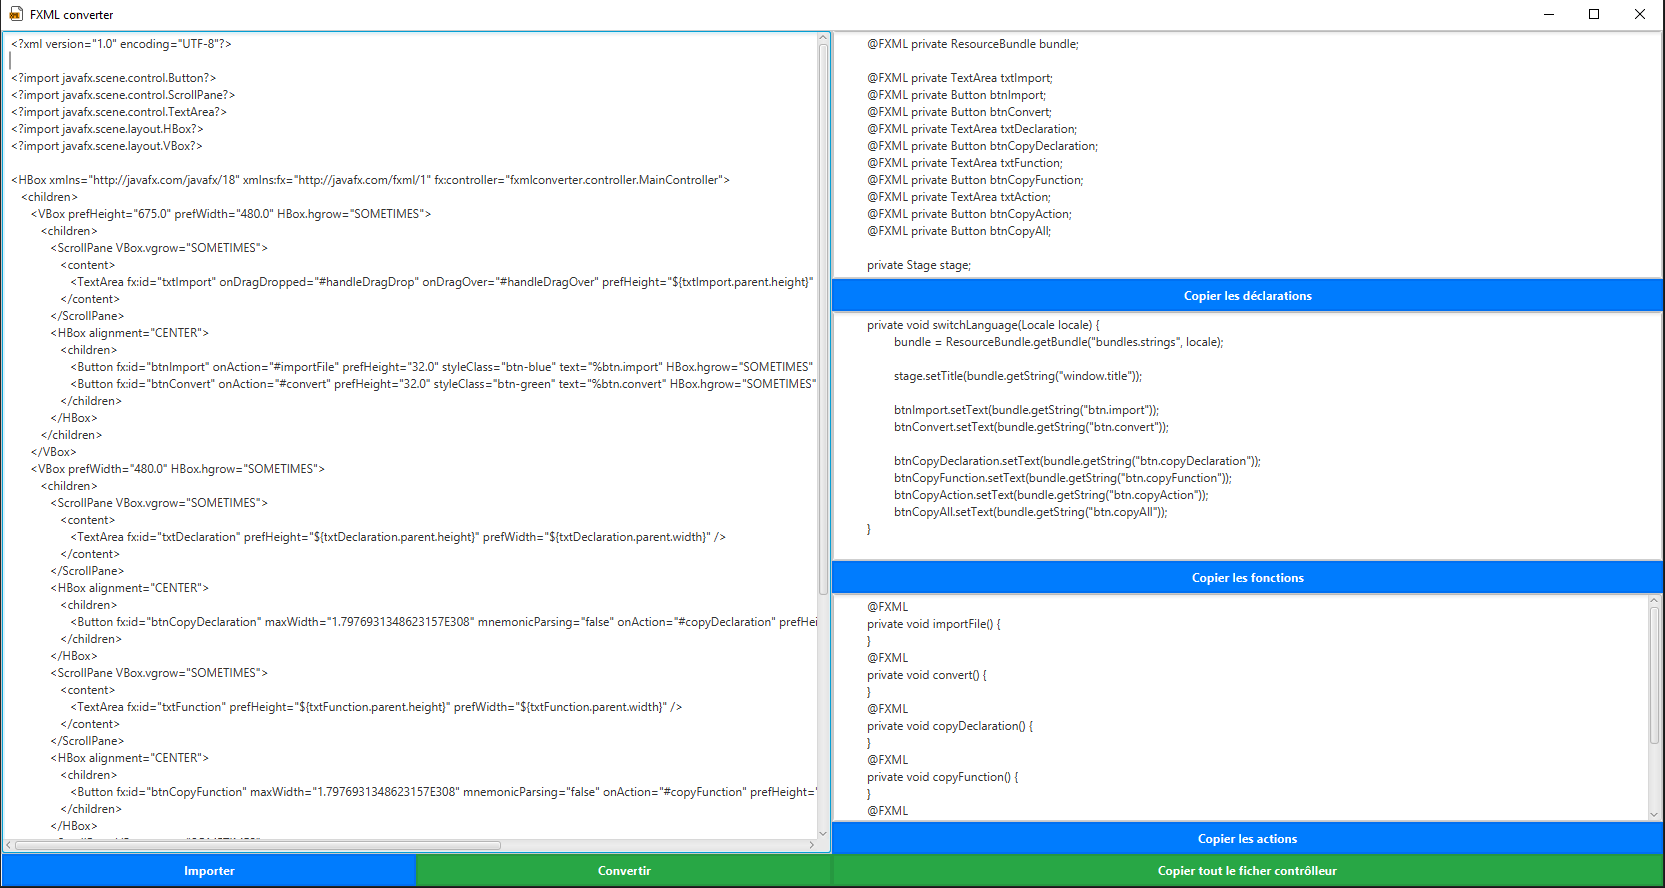 FXML converter
<?xml version="1.0" encoding="UTF-8"?>
<?import javafx.scene.control.Button?>
<?import javafx.scene.control.ScrollPane?>
<?import javafx.scene.control.TextArea?>
<?import javafx.scene.layout.HBox?>
<?import javafx.scene.layout.VBox?>
<HBox xmlns="http://javafx.com/javafx/18" xmlns:fx="http://javafx.com/fxml/1" fx:controller="fxmlconverter.controller.MainController">
<children>
<VBox prefHeight="675.0" prefWidth="480.0" HBox.hgrow="SOMETIMES">
<children>
<ScrollPane VBox.vgrow="SOMETIMES">
<content>
<TextArea fx:id="txtImport" onDragDropped="#handleDragDrop" onDragOver="#handleDragOver" prefHeight="${txtImport.parent.height}"
</content>
</ScrollPane>
<HBox alignment="CENTER">
<children>
<Button fx:id="btnImport" onAction="#importFile" prefHeight="32.0" styleClass="btn-blue" text="%btn.import" HBox.hgrow="SOMETIMES"
<Button fx:id="btnConvert" onAction="#convert" prefHeight="32.0" styleClass="btn-green" text="%btn.convert" HBox.hgrow="SOMETIMES"
</children>
</HBox>
</children>
</VBox>
<VBox prefWidth="480.0" HBox.hgrow="SOMETIMES">
<children>
<ScrollPane VBox.vgrow="SOMETIMES">
<content>
<TextArea fx:id="txtDeclaration" prefHeight="${txtDeclaration.parent.height}" prefWidth="${txtDeclaration.parent.width}" />
</content>
</ScrollPane>
<HBox alignment="CENTER">
<children>
<Button fx:id="btnCopyDeclaration" maxWidth="1.7976931348623157E308" mnemonicParsing="false" onAction="#copyDeclaration" prefHei
</children>
</HBox>
<ScrollPane VBox.vgrow="SOMETIMES">
<content>
<TextArea fx:id="txtFunction" prefHeight="${txtFunction.parent.height}" prefWidth="${txtFunction.parent.width}" />
</content>
</ScrollPane>
<HBox alignment="CENTER">
<children>
<Button fx:id="btnCopyFunction" maxWidth="1.7976931348623157E308" mnemonicParsing="false" onAction="#copyFunction" prefHeight="
</children>
</HBox>
Importer
Convertir
@FXML private ResourceBundle bundle;
@FXML private TextArea txtImport;
@FXML private Button btnImport;
@FXML private Button btnConvert;
@FXML private TextArea txtDeclaration;
@FXML private Button btnCopyDeclaration;
@FXML private TextArea txtFunction;
@FXML private Button btnCopyFunction;
@FXML private TextArea txtAction;
@FXML private Button btnCopyAction;
@FXML private Button btnCopyAll;
private Stage stage;
Copier les déclarations
private void switchLanguage(Locale locale) {
bundle = ResourceBundle.getBundle("bundles.strings", locale);
stage.setTitle(bundle.getString("window.title"));
btnImport.setText(bundle.getString("btn.import"));
btnConvert.setText(bundle.getString("btn.convert"));
btnCopyDeclaration.setText(bundle.getString("btn.copyDeclaration"));
btnCopyFunction.setText(bundle.getString("btn.copyFunction"));
btnCopyAction.setText(bundle.getString("btn.copyAction"));
btnCopyAll.setText(bundle.getString("btn.copyAll"));
}
Copier les fonctions
@FXML
private void importFile() {
}
@FXML
private void convert() {
}
@FXML
private void copyDeclaration() {
}
@FXML
private void copyFunction() {
}
@FXML
Copier les actions
Copier tout le ficher contrôlleur